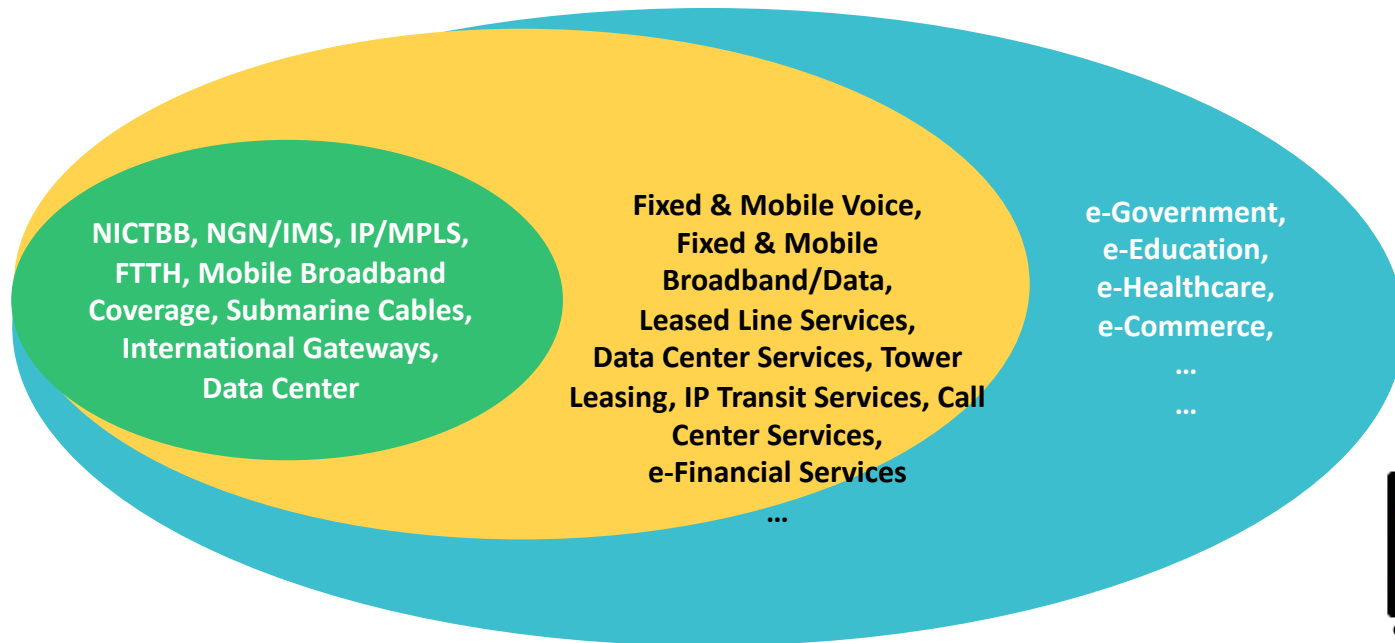 NICTBB, NGN/IMS, IP/MPLS,
FTTH, Mobile Broadband
Coverage, Submarine Cables,
International Gateways,
Data Center
Fixed & Mobile Voice,
Fixed & Mobile
Broadband/Data,
Leased Line Services,
Data Center Services, Tower
Leasing, IP Transit Services, Call
Center Services,
e-Financial Services
…
e-Government,
e-Education,
e-Healthcare,
e-Commerce,
…
…